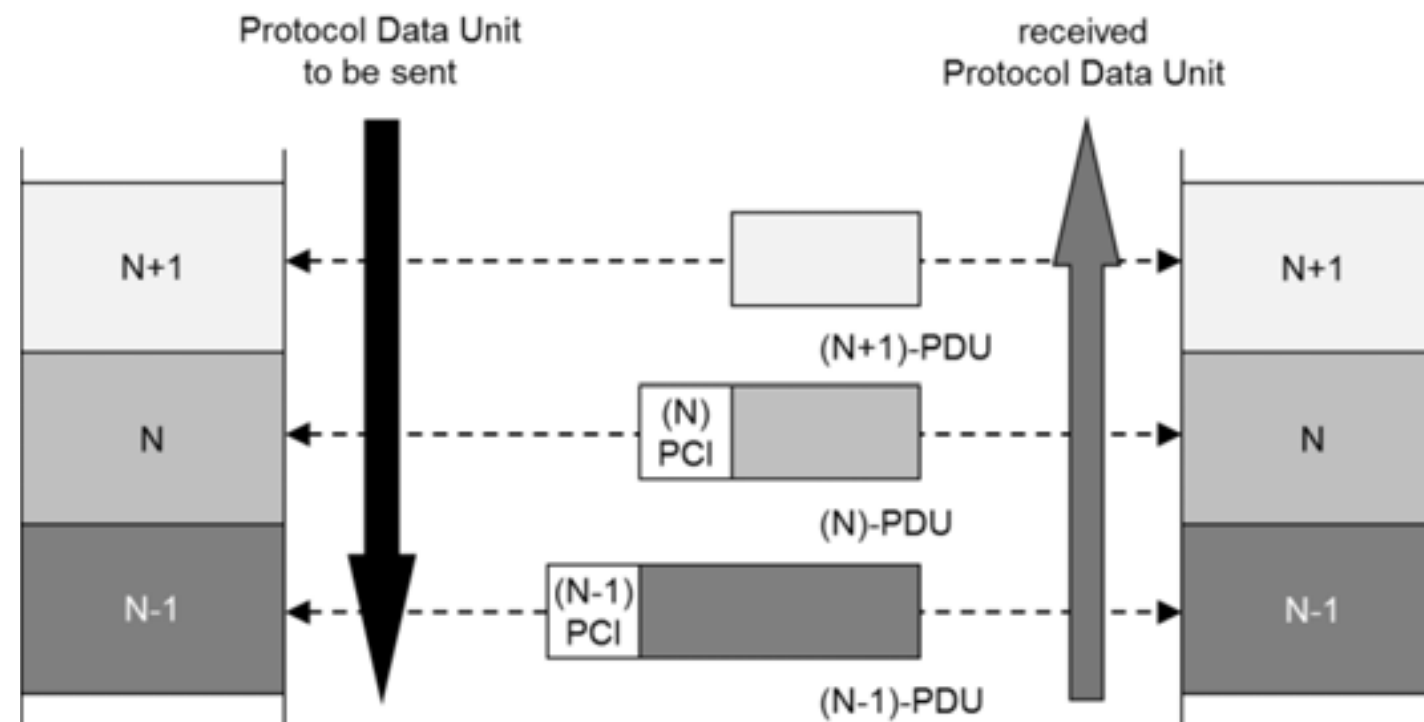 Protocol Data Unit
to be sent
received
Protocol Data Unit
N+1
N+1
(N+1)-PDU
(N)
PCI
N
N
(N)-PDU
(N-1)
PCI
N-1
N-1
(N-1)-PDU